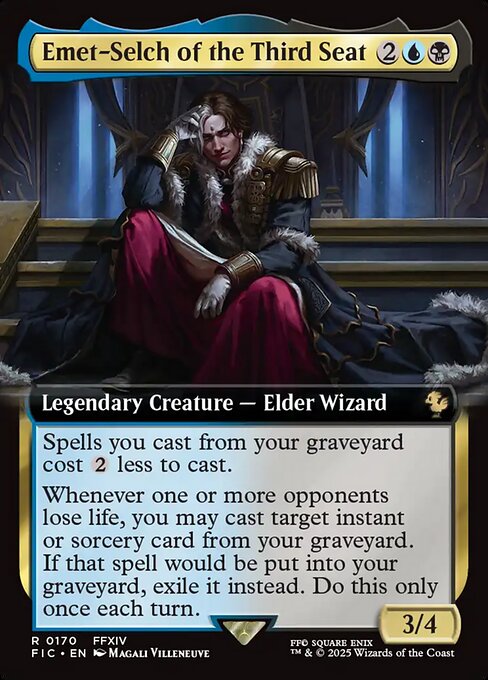 Emet-Selch of the Third Seat 2
Legendary Creature — Elder Wizard
Spells you cast from your graveyard
cost 2 less to cast.
Whenever one or more opponents
lose life, you may cast target instant
or sorcery card from your graveyard.
If that spell would be put into your
graveyard, exile it instead. Do this only
once each turn.
3/4
R 0170 FFXIV
FIC • EN Magali Villeneuve
FF© SQUARE ENIX
™ & © 2025 Wizards of the Coast